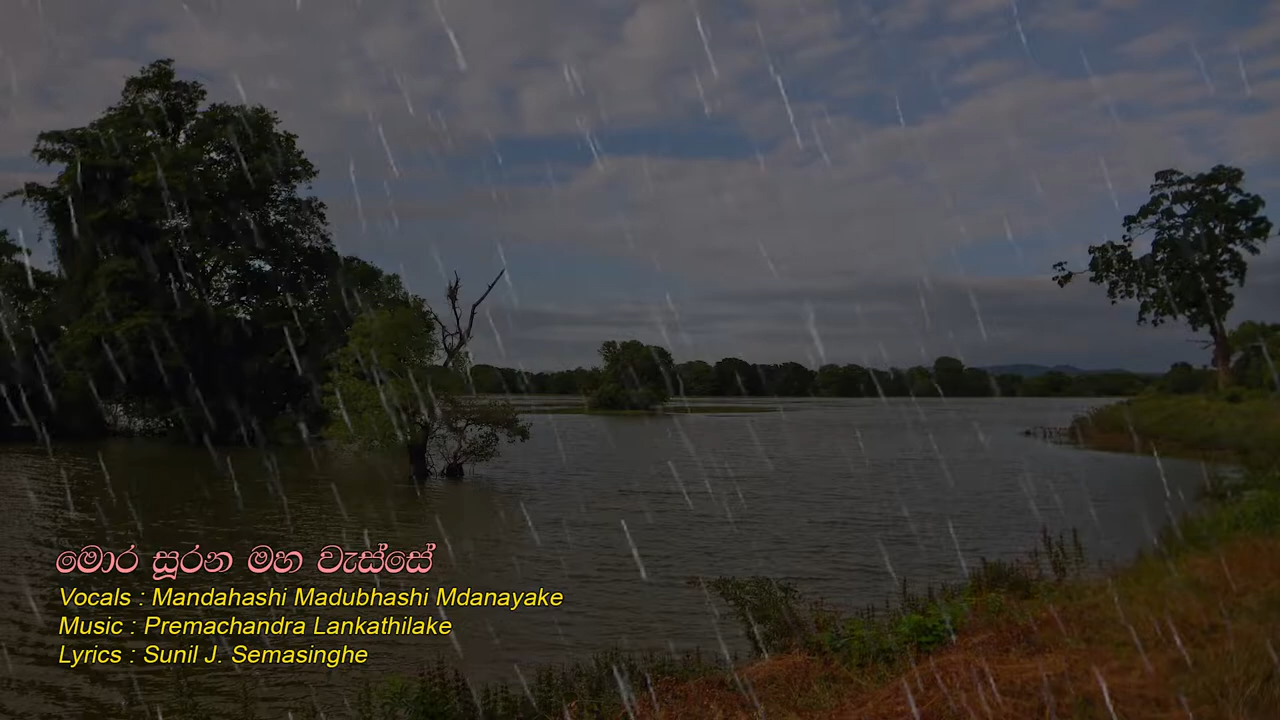 මොර සූරන මහ වැස්සේ
Vocals : Mandahashi Madubhashi Mdanayake
Music : Premachandra Lankathilake
Lyrics : Sunil J. Semasinghe